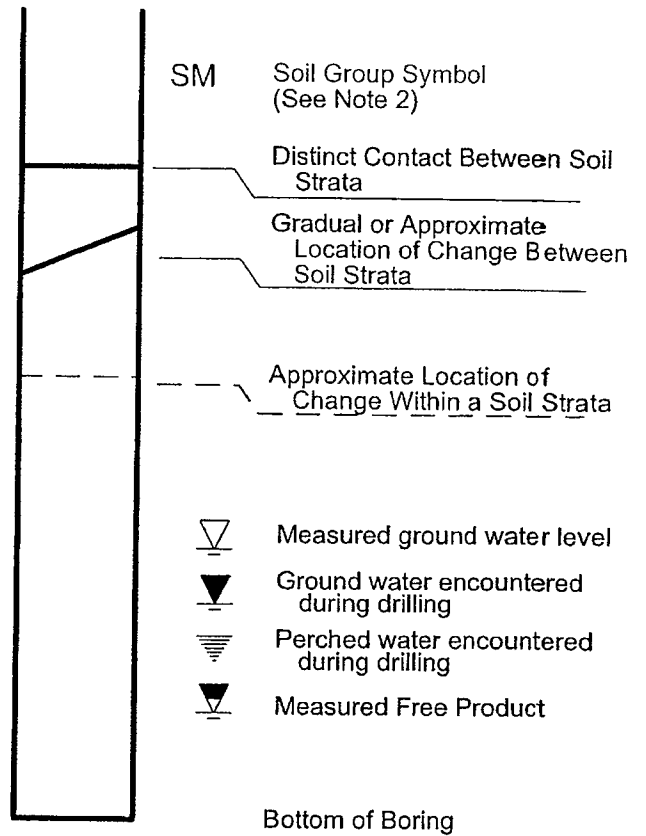 SM Soil Group Symbol
(See Note 2)
Distinct Contact Between Soil
Strata
Gradual or Approximate
Location of Change Between
Soil Strata
Approximate Location of
Change Within a Soil Strata
Measured ground water level
Ground water encountered
during drilling
Perched water encountered
during drilling
Measured Free Product
Bottom of Boring